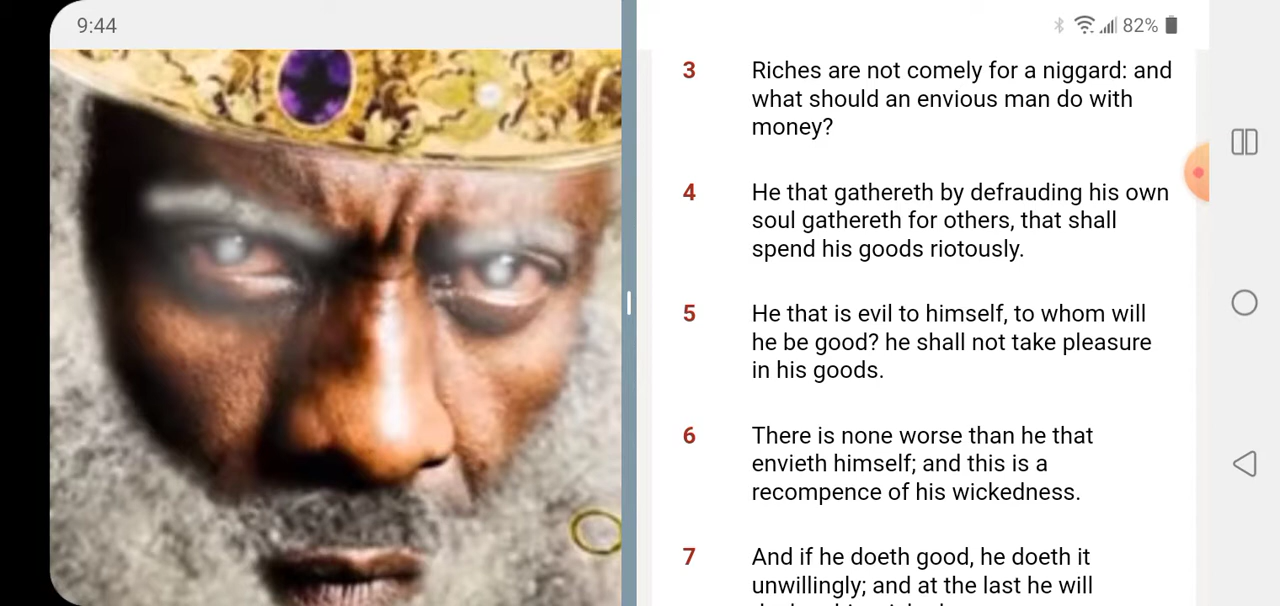 9:44
82%
3 Riches are not comely for a niggard: and
what should an envious man do with
money?
4 He that gathereth by defrauding his own
soul gathereth for others, that shall
spend his goods riotously.
5 He that is evil to himself, to whom will
he be good? he shall not take pleasure
in his goods.
6 There is none worse than he that
envieth himself; and this is a
recompence of his wickedness.
7 And if he doeth good, he doeth it
unwillingly; and at the last he will